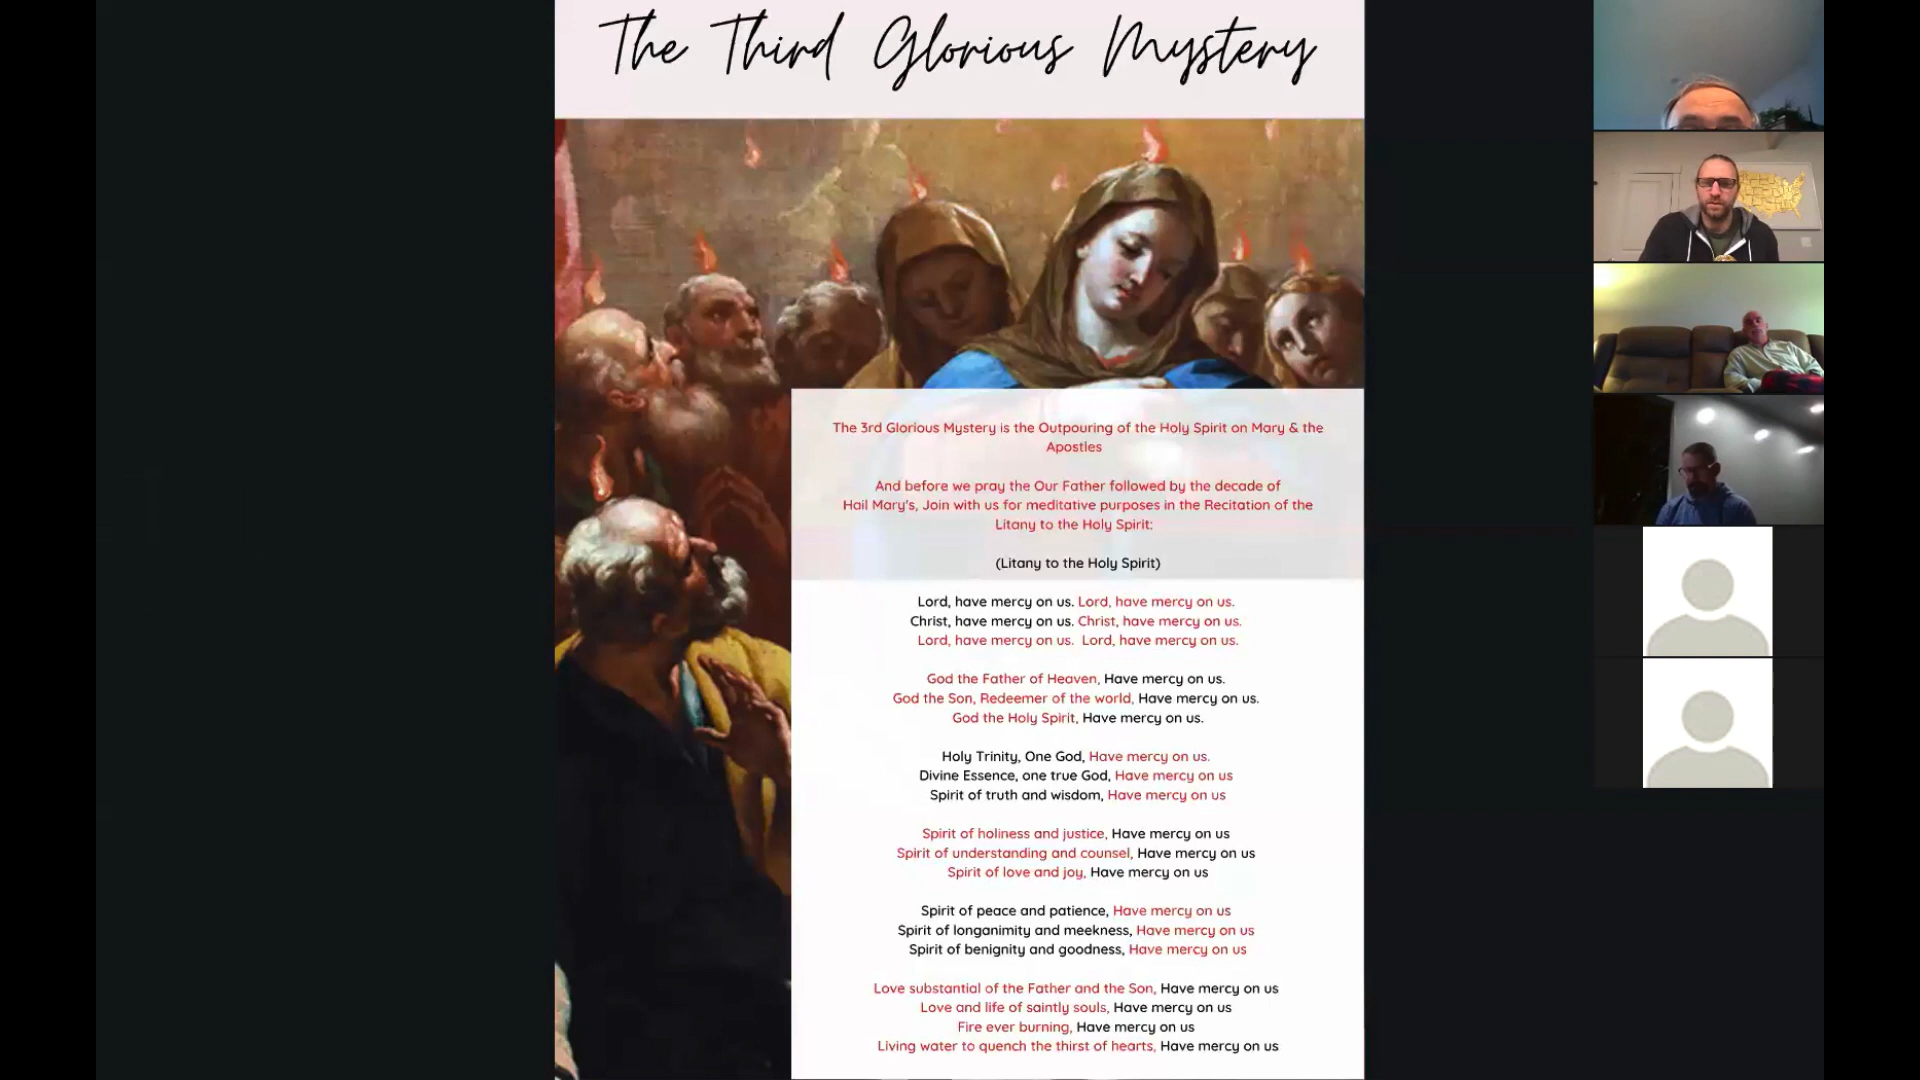 The Third Glorious Mystery
The 3rd Glorious Mystery is the Outpouring of the Holy Spirit on Mary & the
Apostles
And before we pray the Our Father followed by the decade of
Hail Mary's, Join with us for meditative purposes in the Recitation of the
Litany to the Holy Spirit:
(Litany to the Holy Spirit)
Lord, have mercy on us. Lord, have mercy on us.
Christ, have mercy on us. Christ, have mercy on us.
Lord, have mercy on us. Lord, have mercy on us.
God the Father of Heaven, Have mercy on us.
God the Son, Redeemer of the world, Have mercy on us.
God the Holy Spirit, Have mercy on us.
Holy Trinity, One God, Have mercy on us.
Divine Essence, one true God, Have mercy on us
Spirit of truth and wisdom, Have mercy on us
Spirit of holiness and justice, Have mercy on us
Spirit of understanding and counsel, Have mercy on us
Spirit of love and joy, Have mercy on us
Spirit of peace and patience, Have mercy on us
Spirit of longanimity and meekness, Have mercy on us
Spirit of benignity and goodness, Have mercy on us
Love substantial of the Father and the Son, Have mercy on us
Love and life of saintly souls, Have mercy on us
Fire ever burning, Have mercy on us
Living water to quench the thirst of hearts, Have mercy on us